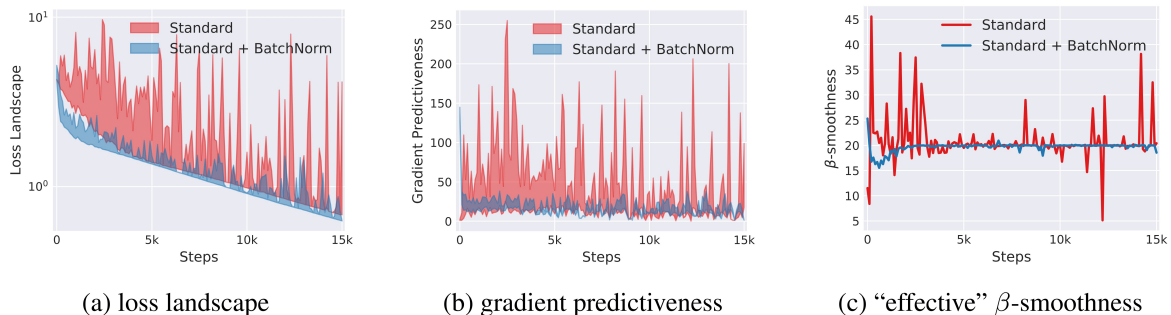 10¹
10⁰
Loss Landscape
Standard
Standard + BatchNorm
0
5k
10k
15k
Steps
(a) loss landscape
250
200
150
100
50
0
Gradient Predictiveness
Standard
Standard + BatchNorm
0
5k
10k
15k
Steps
(b) gradient predictiveness
45
40
35
30
25
20
15
10
5
β-smoothness
Standard
Standard + BatchNorm
0
5k
10k
15k
Steps
(c) “effective” β-smoothness